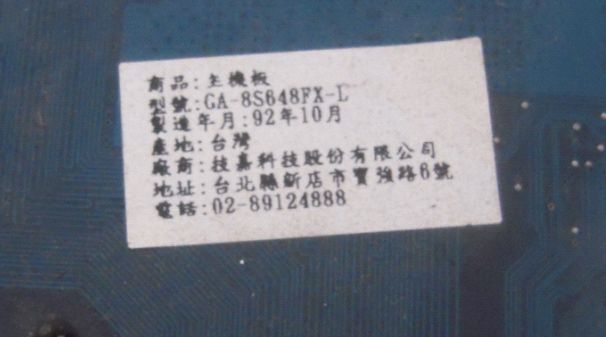 商品:主機板
型號:GA-8S648FX-L
製造年月:92年10月
產地:台灣
廠商:技嘉科技股份有限公司
地址:台北縣新店市寶強路6號
電話:02-89124888